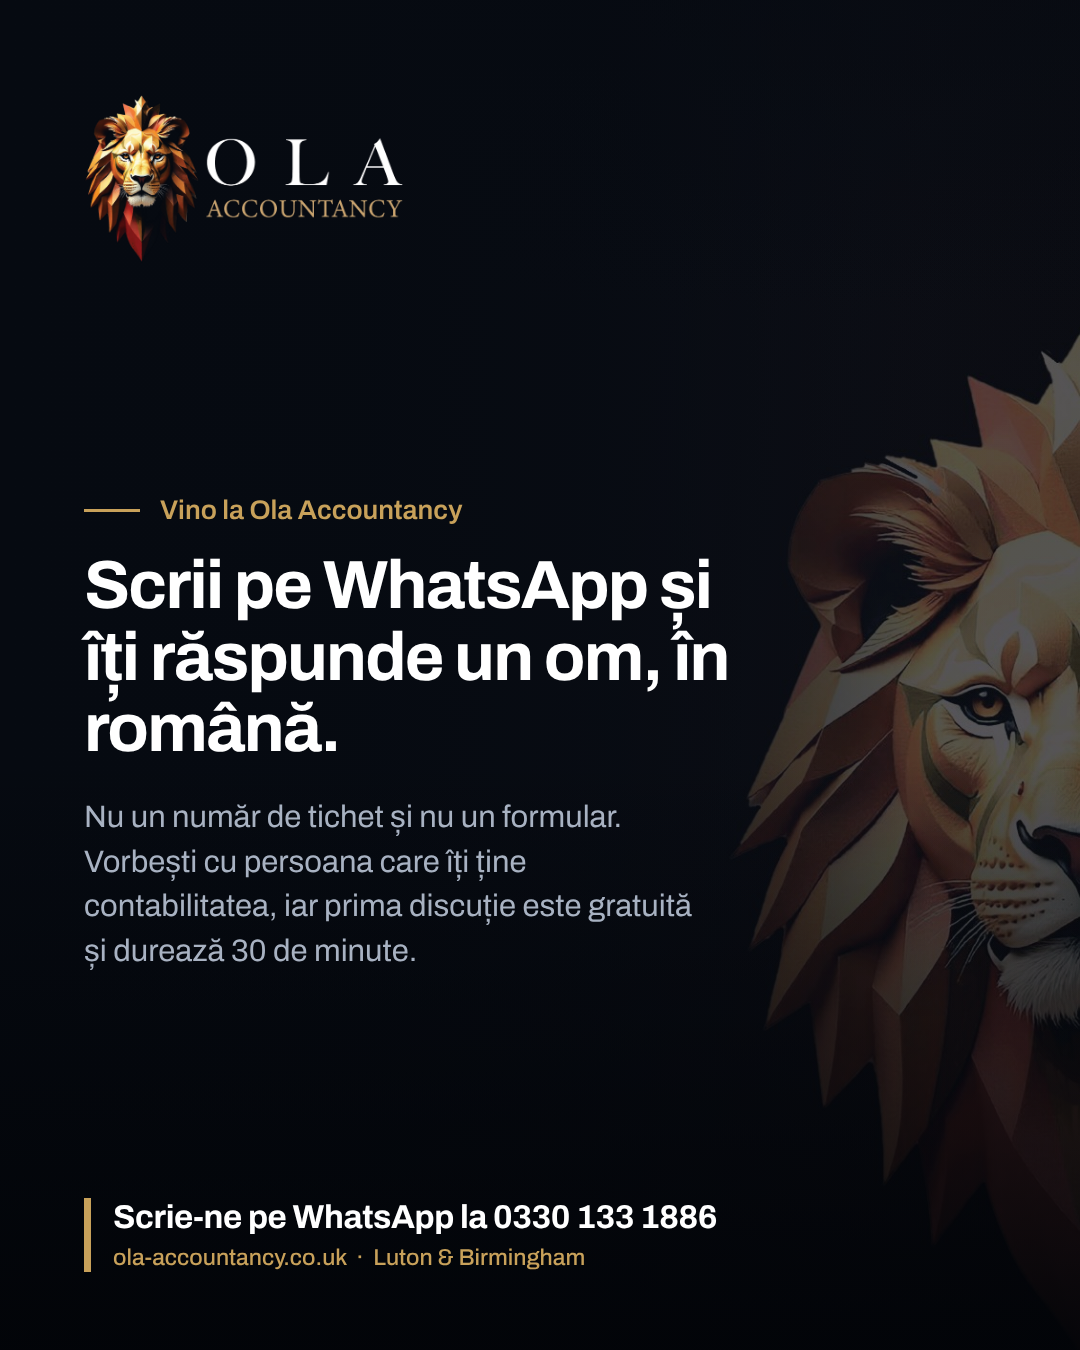 OLA
ACCOUNTANCY
Vino la Ola Accountancy
Scrii pe WhatsApp și
îți răspunde un om, în
română.
Nu un număr de tichet și nu un formular.
Vorbești cu persoana care îți ține
contabilitatea, iar prima discuție este gratuită
și durează 30 de minute.
Scrie-ne pe WhatsApp la 0330 133 1886
ola-accountancy.co.uk · Luton & Birmingham